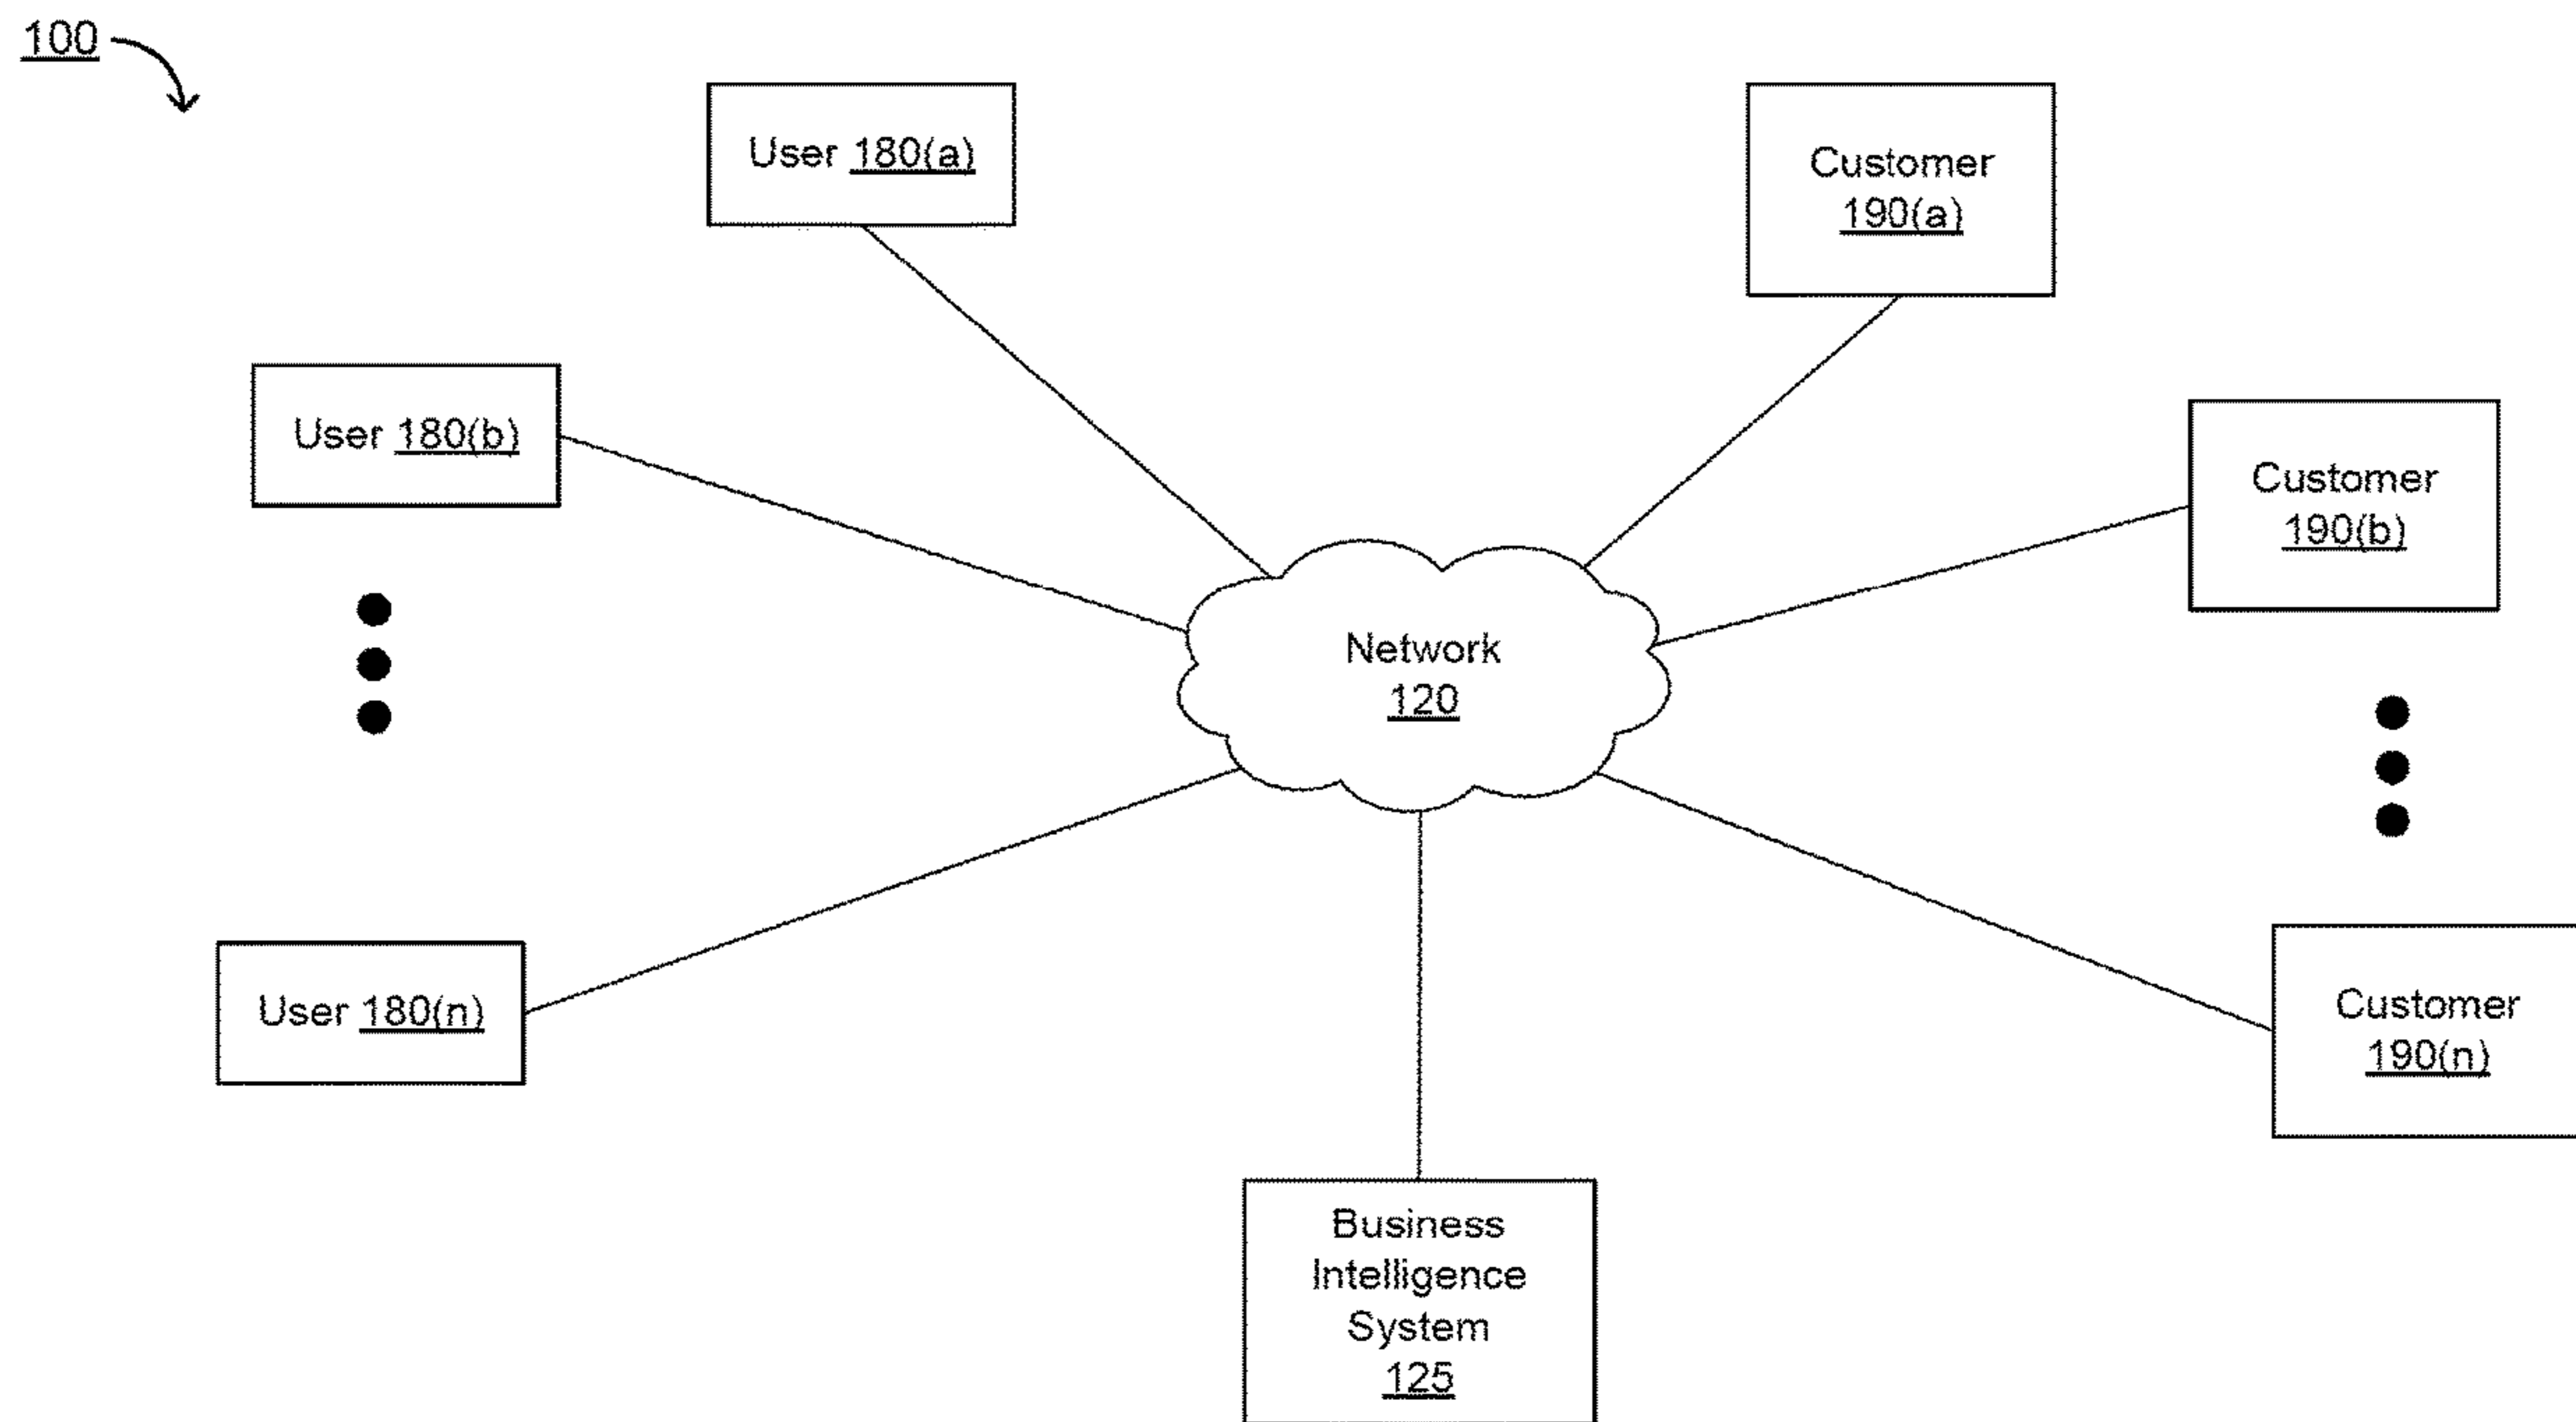 100
User 180(a)
Customer
190(a)
User 180(b)
Customer
190(b)
Network
120
User 180(n)
Customer
190(n)
Business
Intelligence
System
125